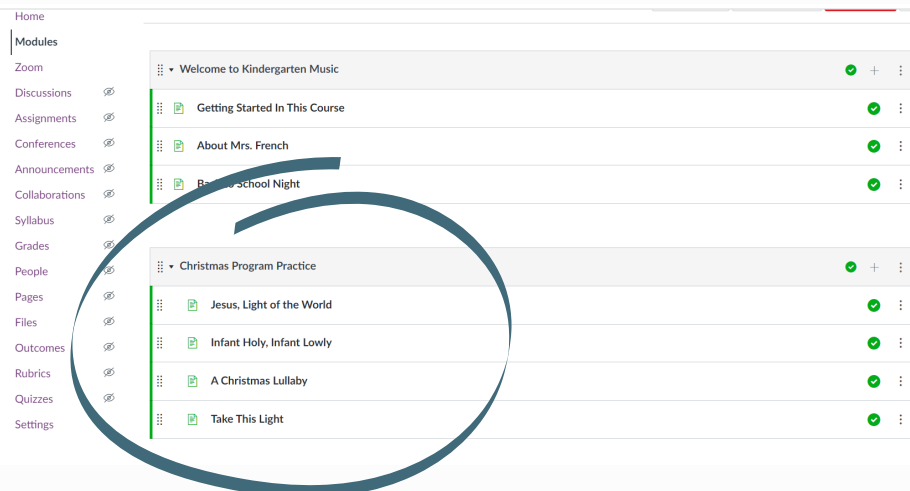 Home
Modules
Zoom
Discussions
Assignments
Conferences
Announcements
Collaborations
Syllabus
Grades
People
Pages
Files
Outcomes
Rubrics
Quizzes
Settings
Welcome to Kindergarten Music
Getting Started In This Course
About Mrs. French
School Night
Christmas Program Practice
Jesus, Light of the World
Infant Holy, Infant Lowly
A Christmas Lullaby
Take This Light